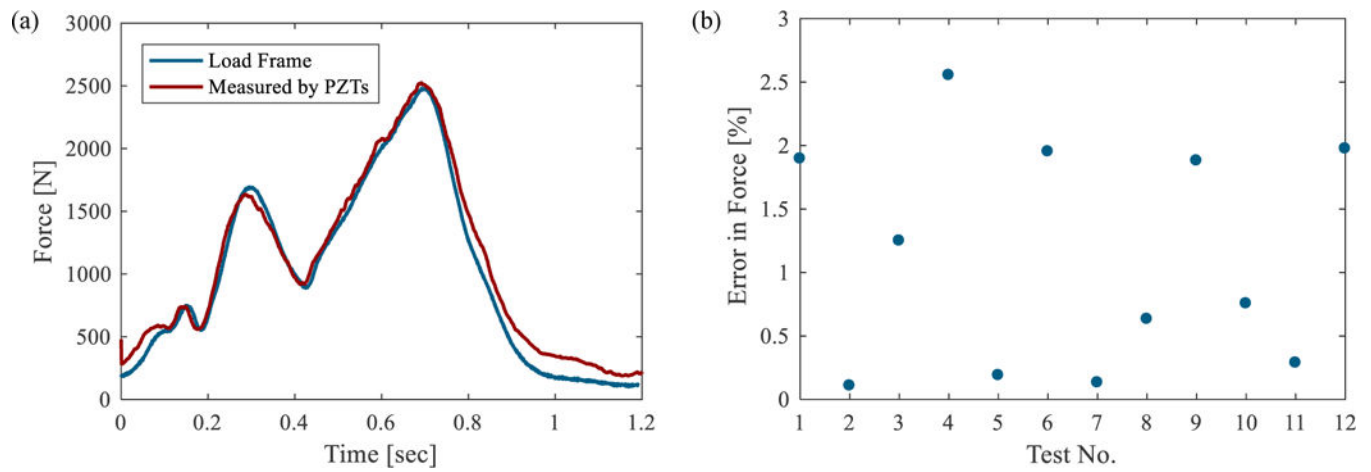 (a)
Force [N]
3000
2500
2000
1500
1000
500
0
Load Frame
Measured by PZTs
0 0.2 0.4 0.6 0.8 1 1.2
Time [sec]
(b)
Error in Force [%]
3
2.5
2
1.5
1
0.5
0
1 2 3 4 5 6 7 8 9 10 11 12
Test No.